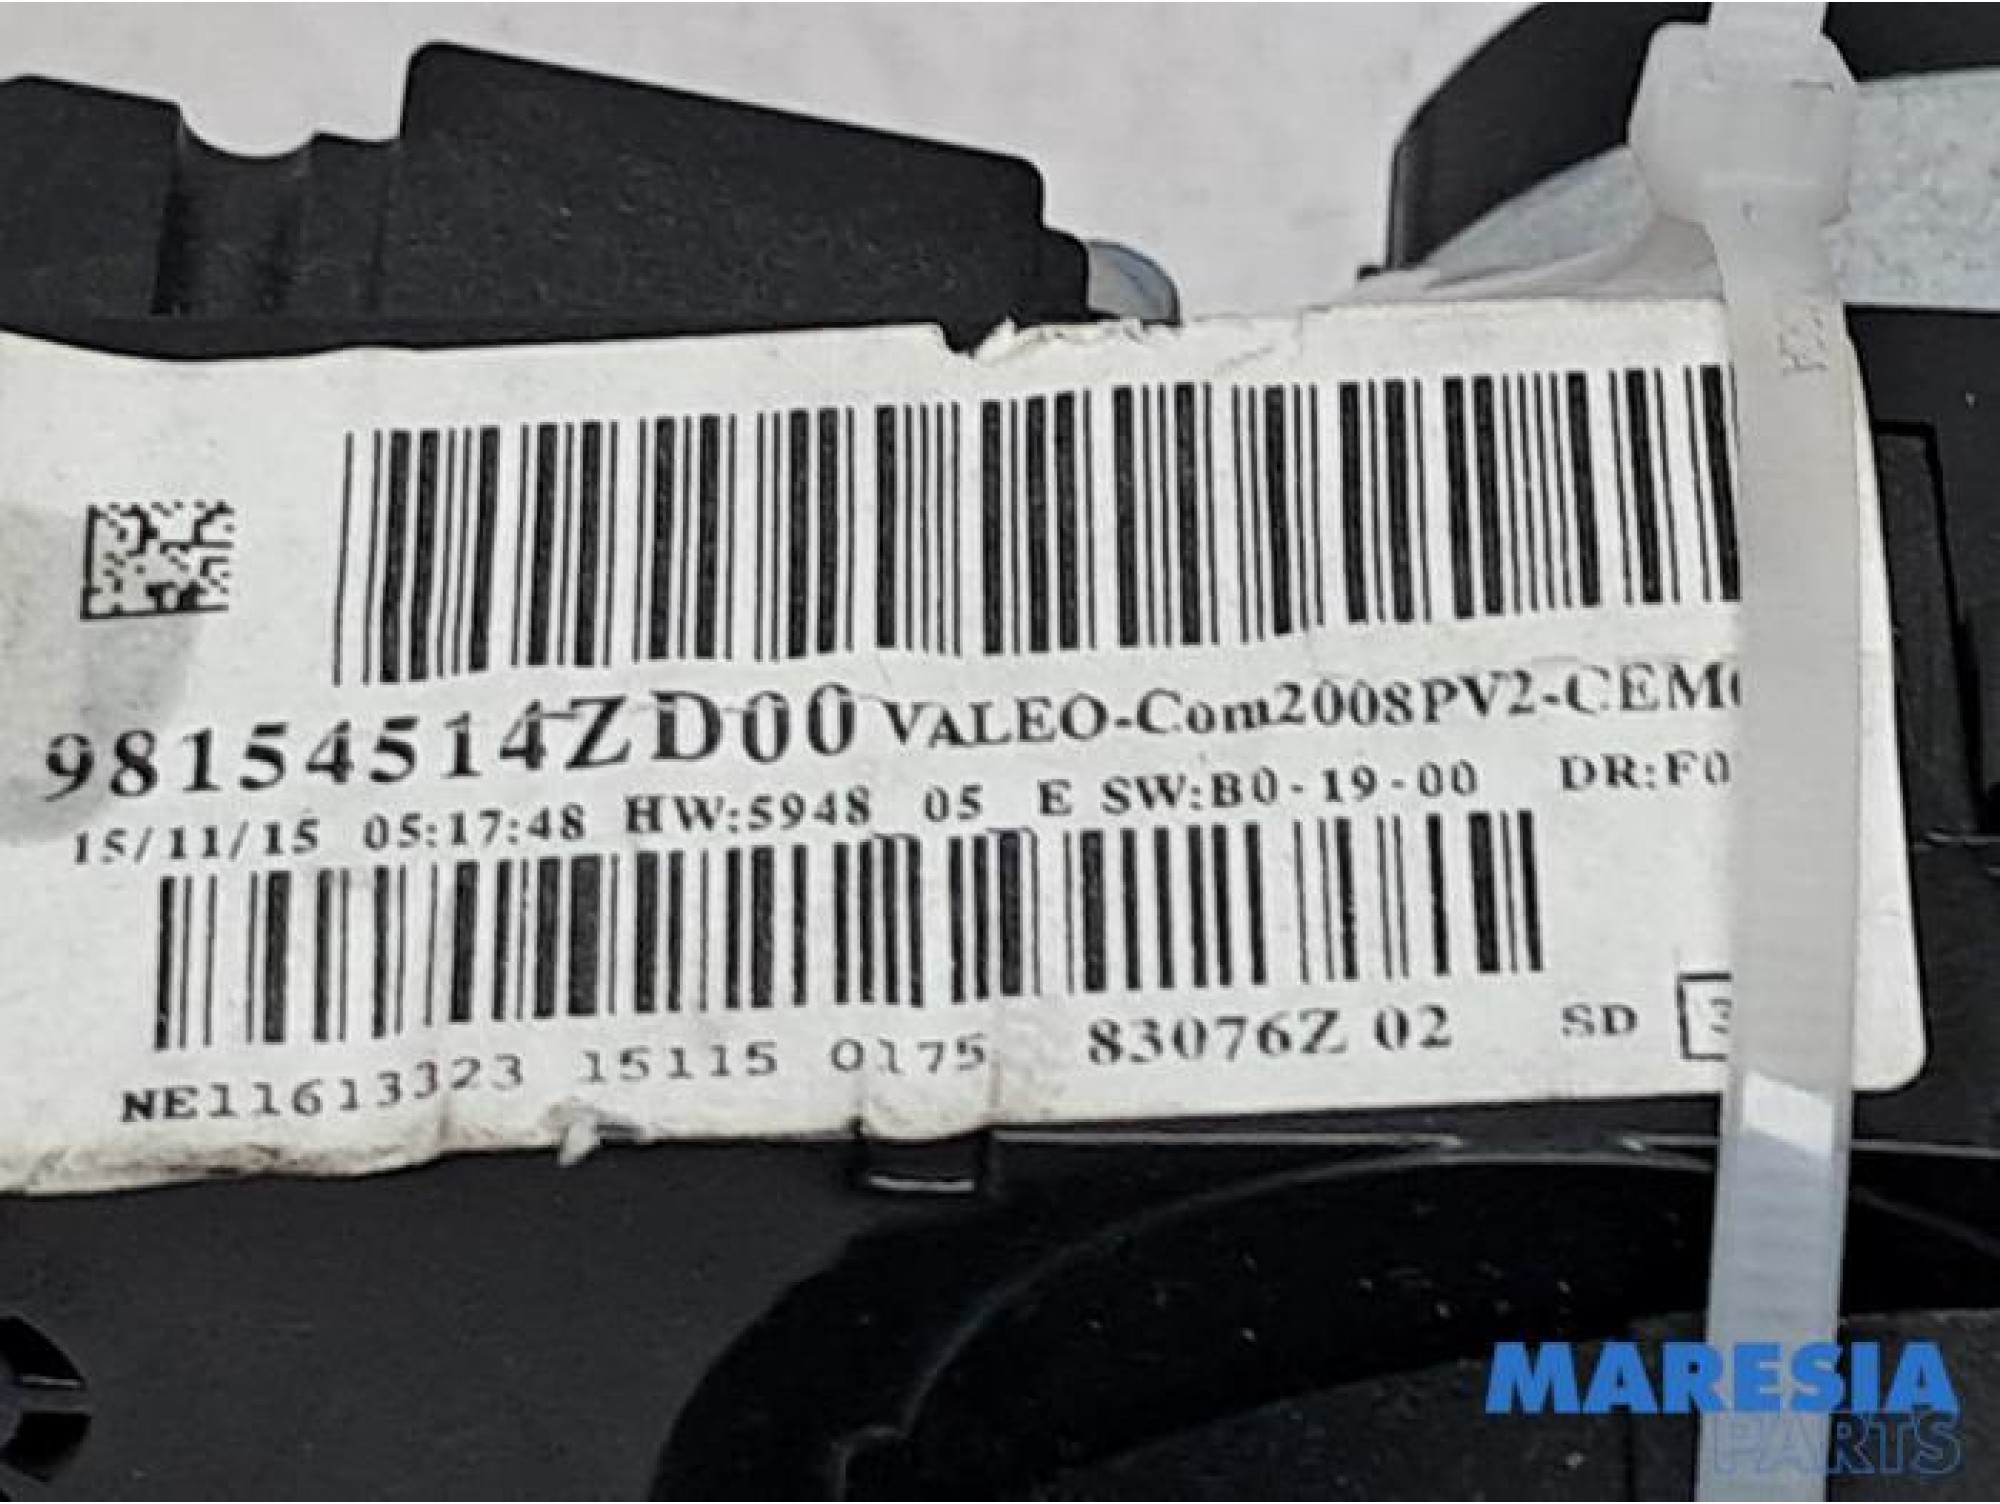 98154514ZD00 VALEO-Com2008PV2-CEM
15/11/15 05:17:48 HW:5948 05 E SW:B0-19-00 DR:F0
NE11613323 15115 0175 83076Z 02 SD 3
MARESIA
PARTS